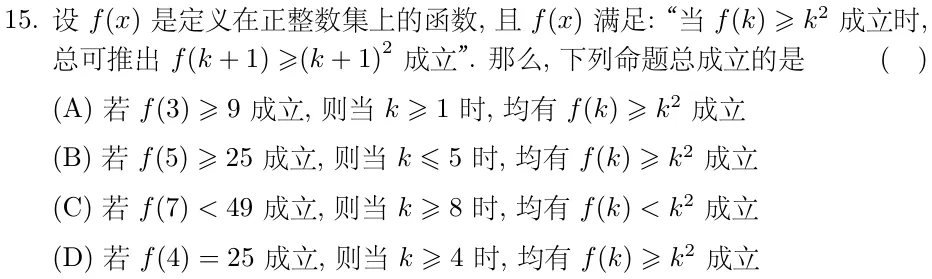 15. 设 f(x) 是定义在正整数集上的函数, 且 f(x) 满足: “当 f(k) ⩾ k² 成立时,
总可推出 f(k + 1) ⩾(k + 1)² 成立”. 那么, 下列命题总成立的是 ( )
(A) 若 f(3) ⩾ 9 成立, 则当 k ⩾ 1 时, 均有 f(k) ⩾ k² 成立
(B) 若 f(5) ⩾ 25 成立, 则当 k ⩽ 5 时, 均有 f(k) ⩾ k² 成立
(C) 若 f(7) < 49 成立, 则当 k ⩾ 8 时, 均有 f(k) < k² 成立
(D) 若 f(4) = 25 成立, 则当 k ⩾ 4 时, 均有 f(k) ⩾ k² 成立